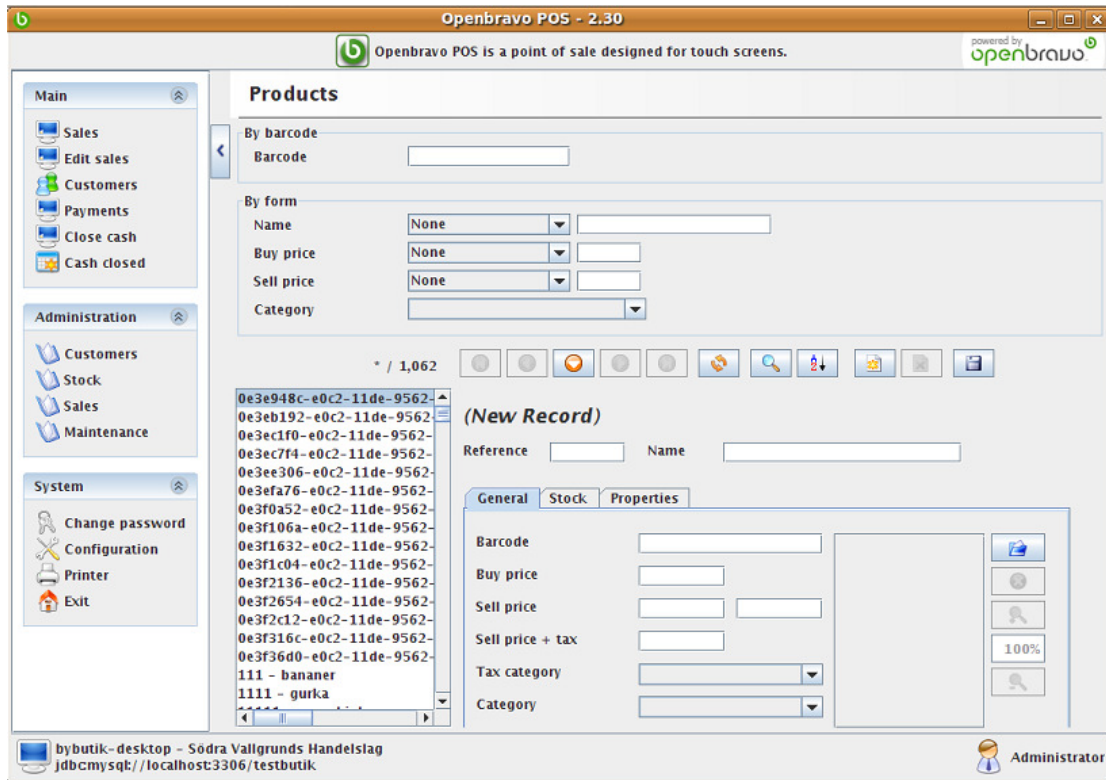 Openbravo POS - 2.30
Openbravo POS is a point of sale designed for touch screens.
powered by
openbravo
Main
Sales
Edit sales
Customers
Payments
Close cash
Cash closed
Administration
Customers
Stock
Sales
Maintenance
System
Change password
Configuration
Printer
Exit
Products
By barcode
Barcode
By form
Name None
Buy price None
Sell price None
Category
* / 1,062
0e3e948c-e0c2-11de-9562-
0e3eb192-e0c2-11de-9562-
0e3ec1f0-e0c2-11de-9562-
0e3ec7f4-e0c2-11de-9562-
0e3ee306-e0c2-11de-9562-
0e3efa76-e0c2-11de-9562-
0e3f0a52-e0c2-11de-9562-
0e3f106a-e0c2-11de-9562-
0e3f1632-e0c2-11de-9562-
0e3f1c04-e0c2-11de-9562-
0e3f2136-e0c2-11de-9562-
0e3f2654-e0c2-11de-9562-
0e3f2c12-e0c2-11de-9562-
0e3f316c-e0c2-11de-9562-
0e3f36d0-e0c2-11de-9562-
111 - bananer
1111 - gurka
(New Record)
Reference Name
General Stock Properties
Barcode
Buy price
Sell price
Sell price + tax
100%
Tax category
Category
bybutik-desktop - Södra Vallgrunds Handelslag
jdbc:mysql://localhost:3306/testbutik
Administrator